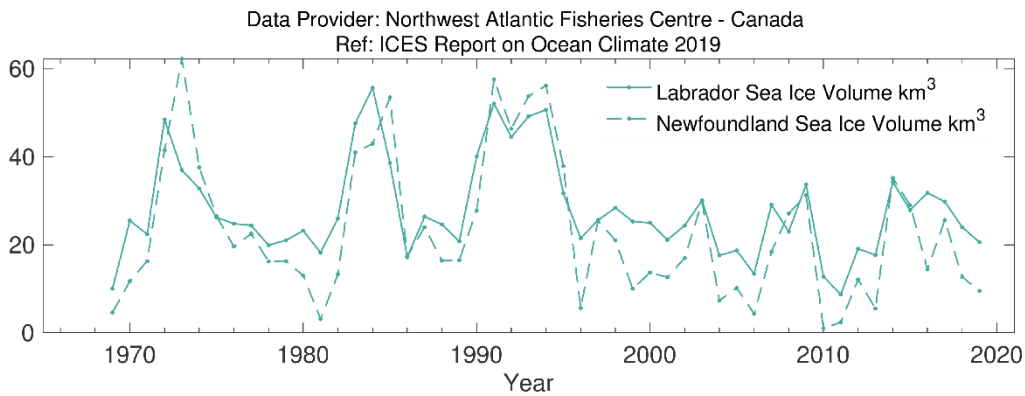 Data Provider: Northwest Atlantic Fisheries Centre - Canada
Ref: ICES Report on Ocean Climate 2019
Labrador Sea Ice Volume km³
Newfoundland Sea Ice Volume km³
60
40
20
0
1970 1980 1990 2000 2010 2020
Year